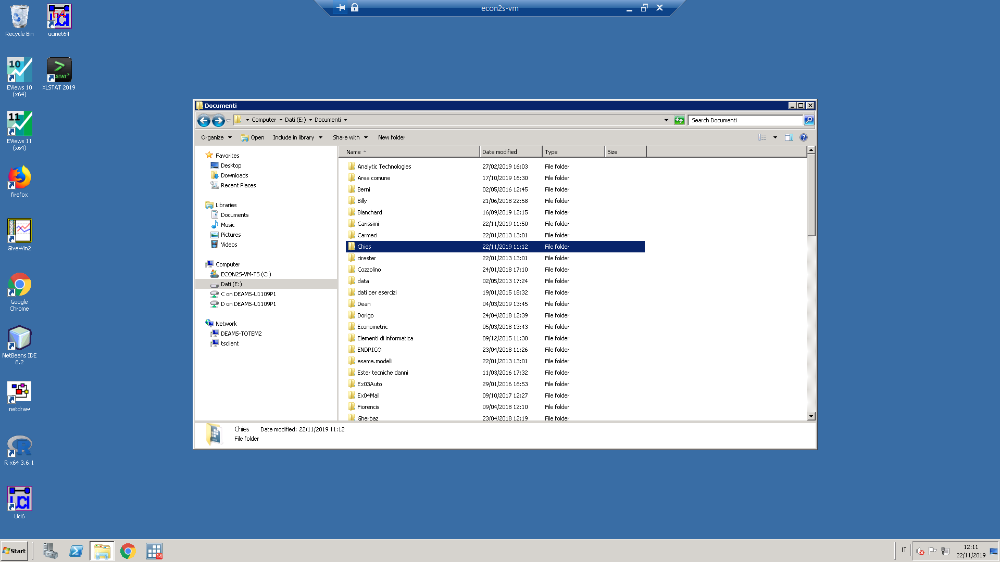 econ2s-vm
Recycle Bin
ucinet64
EViews 10
(x64)
XLSTAT 2019
EViews 11
(x64)
firefox
GiveWin2
Google
Chrome
NetBeans IDE
8.2
netdraw
R x64 3.6.1
Uci6
Documenti
Computer Dati (E:) Documenti
Search Documenti
Organize Open Include in library Share with New folder
Favorites
Desktop
Downloads
Recent Places
Libraries
Documents
Music
Pictures
Videos
Computer
ECON2S-VM-TS (C:)
Dati (E:)
C on DEAMS-U1109P1
D on DEAMS-U1109P1
Network
DEAMS-TOTEM2
tsclient
Name Date modified Type Size
Analytic Technologies 27/02/2019 16:03 File folder
Area comune 17/10/2019 16:30 File folder
Berni 02/05/2016 12:45 File folder
Billy 21/06/2018 22:58 File folder
Blanchard 16/09/2019 12:15 File folder
Carissimi 22/11/2019 11:50 File folder
Carmeci 22/01/2013 13:01 File folder
Chies 22/11/2019 11:12 File folder
cirester 22/01/2013 13:01 File folder
Cozzolino 24/01/2018 17:10 File folder
data 02/05/2013 17:24 File folder
dati per esercizi 19/01/2015 18:32 File folder
Dean 04/03/2019 13:45 File folder
Dorigo 24/04/2018 12:39 File folder
Econometric 05/03/2018 13:43 File folder
Elementi di informatica 09/12/2015 11:30 File folder
ENDRICO 23/04/2018 11:26 File folder
esame.modelli 22/01/2013 13:01 File folder
Ester tecniche danni 11/03/2016 17:32 File folder
Ex03Auto 29/01/2016 16:53 File folder
Ex04Mail 09/10/2017 12:27 File folder
Fiorencis 09/04/2018 12:10 File folder
Gherbaz 23/04/2018 12:19 File folder
Chies Date modified: 22/11/2019 11:12
File folder
Start
14
IT
12:11
22/11/2019